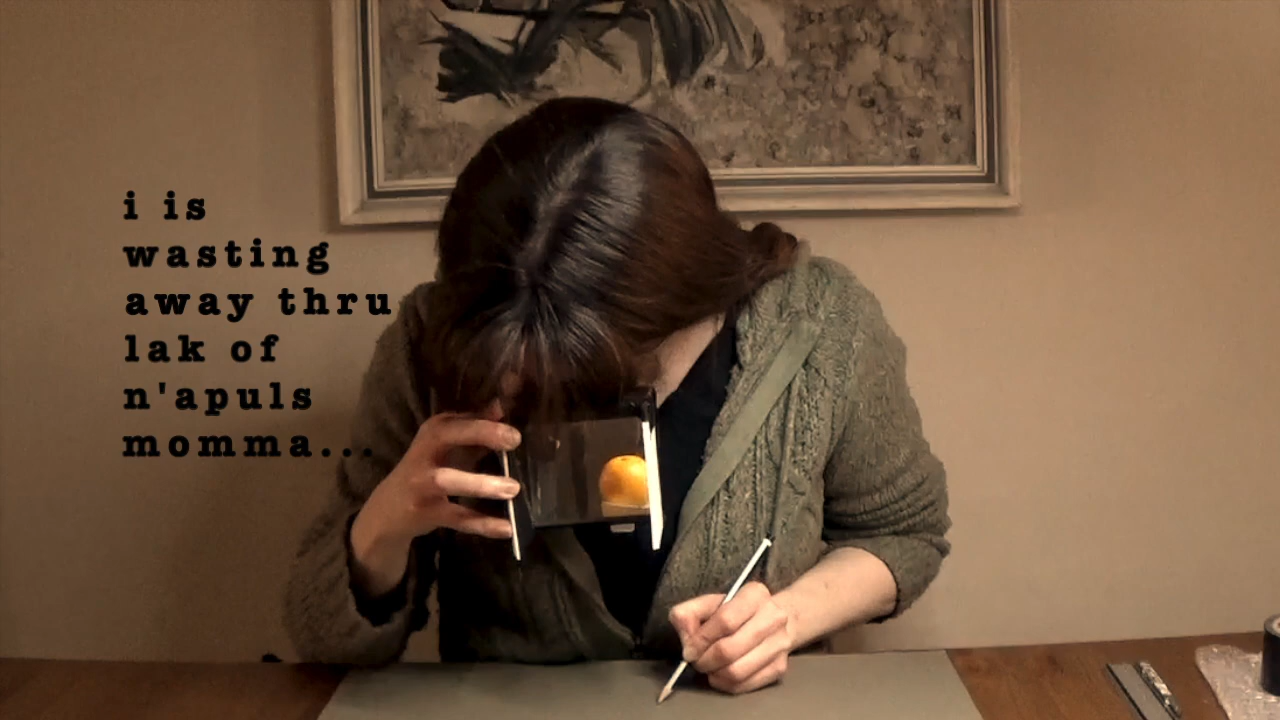 i is
wasting
away thru
lak of
n'apuls
momma...